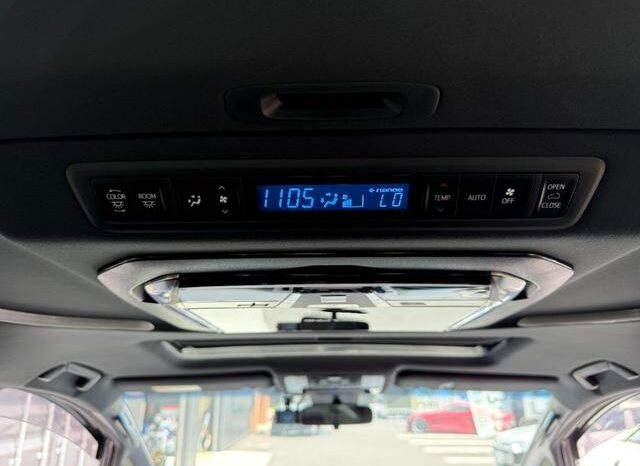 nanoe
COLOR ROOM 1105 LO TEMP AUTO OFF OPEN
CLOSE